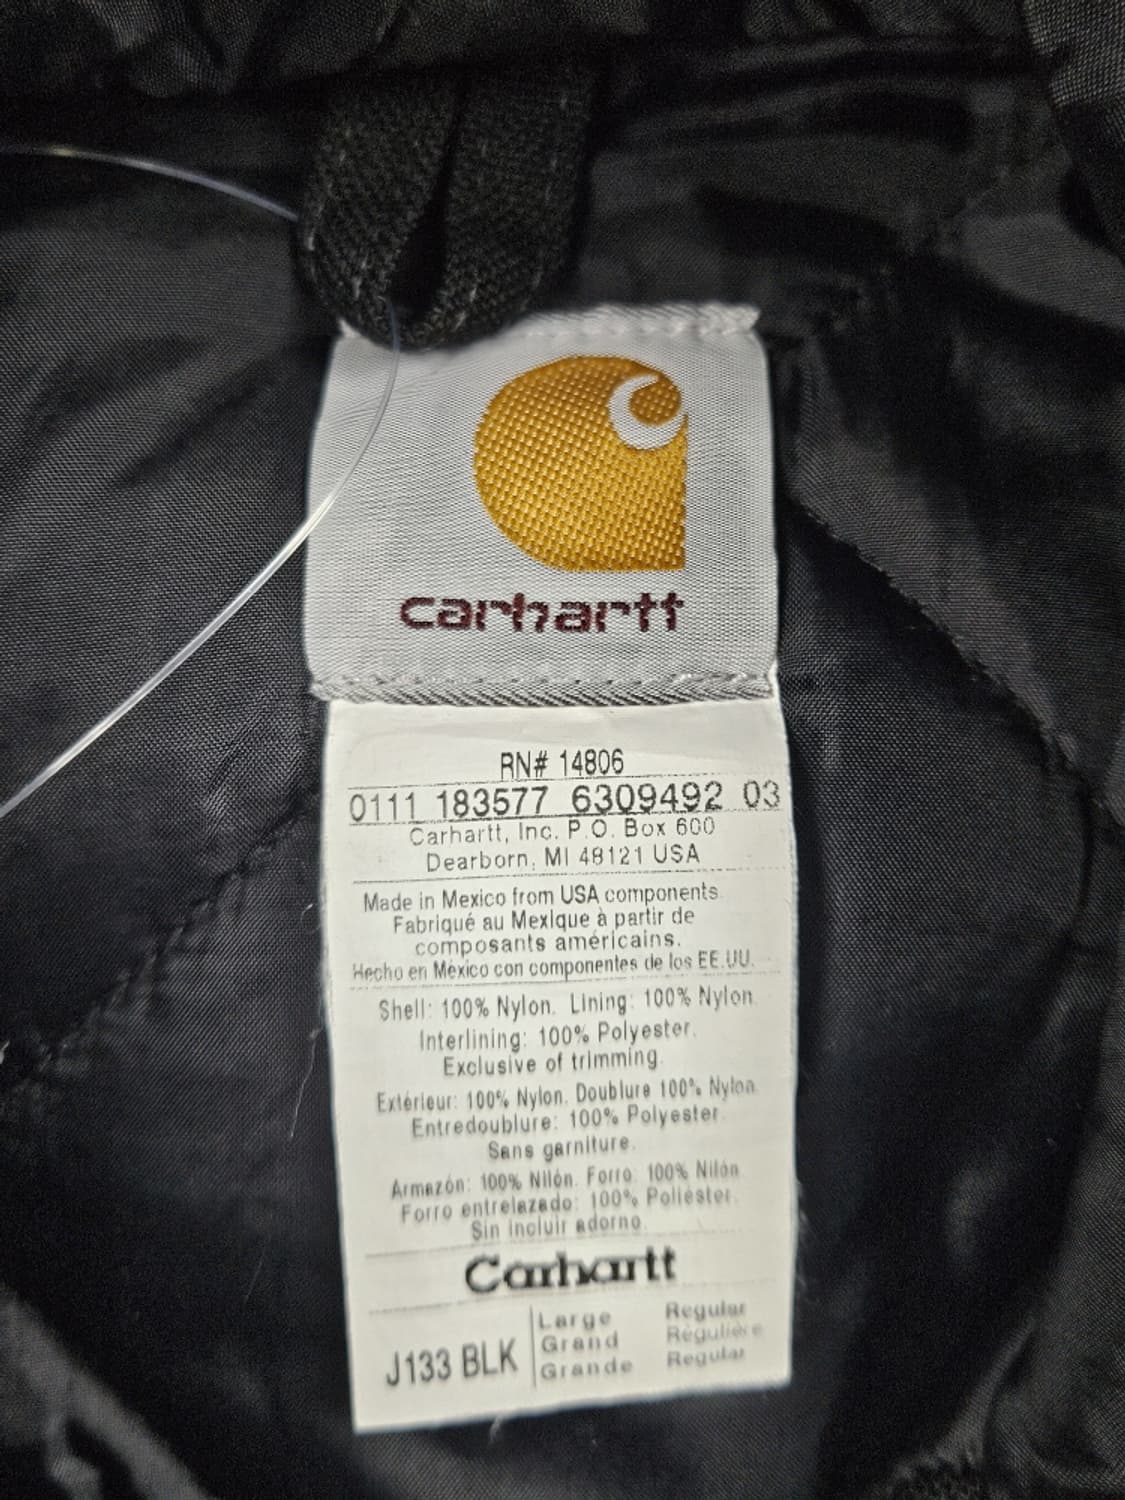 carhartt
RN# 14806
0111 183577 6309492 03
Carhartt, Inc. P.O. Box 600
Dearborn, MI 48121 USA
Made in Mexico from USA components.
Fabriqué au Mexique à partir de
composants américains.
Hecho en México con componentes de los EE.UU.
Shell: 100% Nylon. Lining: 100% Nylon.
Interlining: 100% Polyester.
Exclusive of trimming.
Extérieur: 100% Nylon. Doublure 100% Nylon.
Entredoublure: 100% Polyester.
Sans garniture.
Armazón: 100% Nilón. Forro: 100% Nilón.
Forro entrelazado: 100% Poliéster.
Sin incluir adorno.
Carhartt
J133 BLK
Large Regular
Grand Régulière
Grande Regular